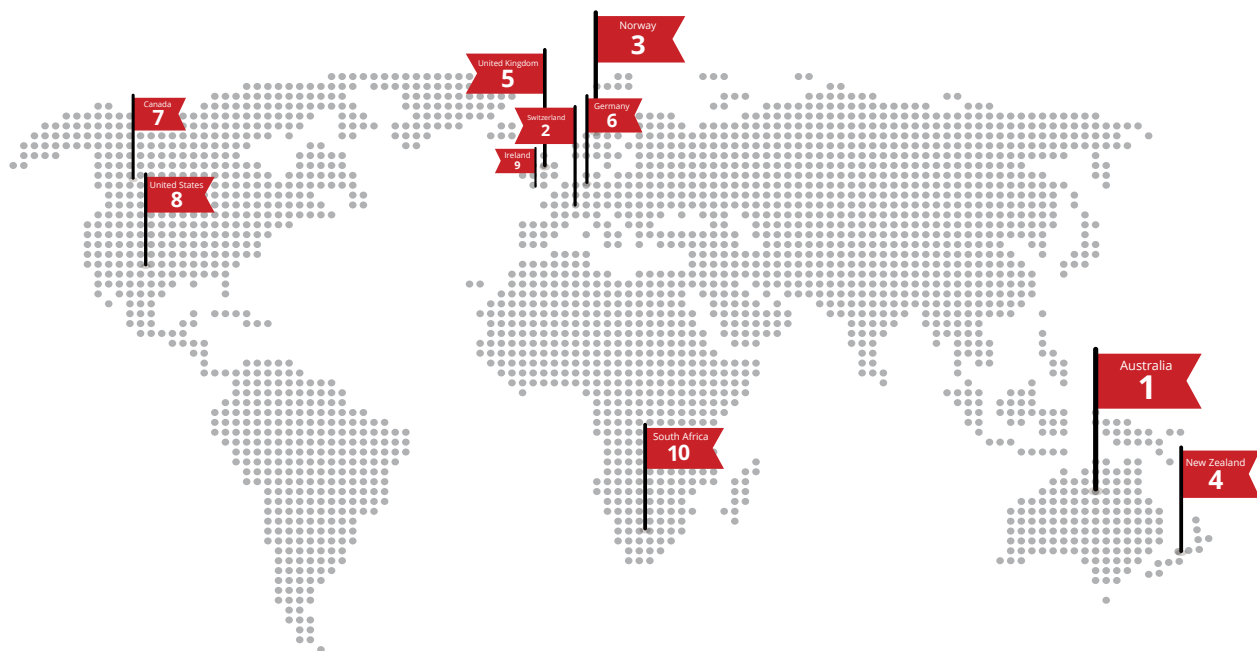 Norway
3
United Kingdom
5
Canada
7
Germany
6
Switzerland
2
Ireland
9
United States
8
Australia
1
South Africa
10
New Zealand
4